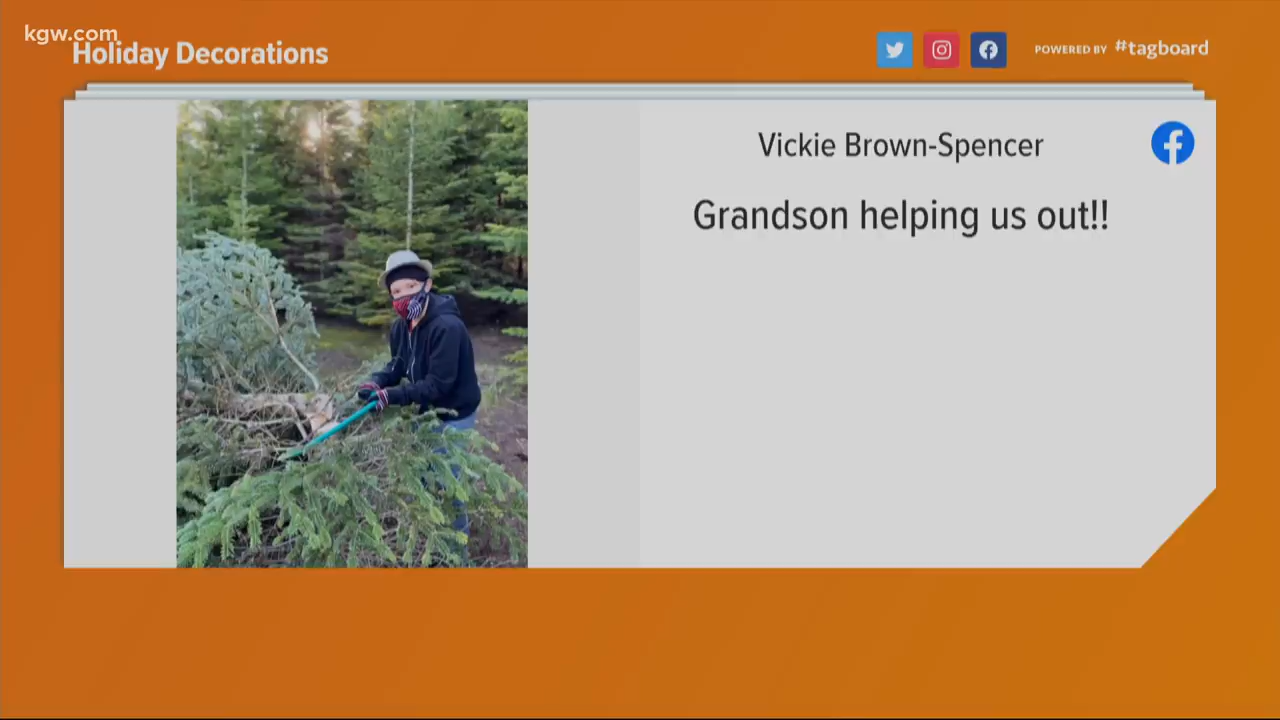 kgw.com
Holiday Decorations
POWERED BY #tagboard
Vickie Brown-Spencer
Grandson helping us out!!